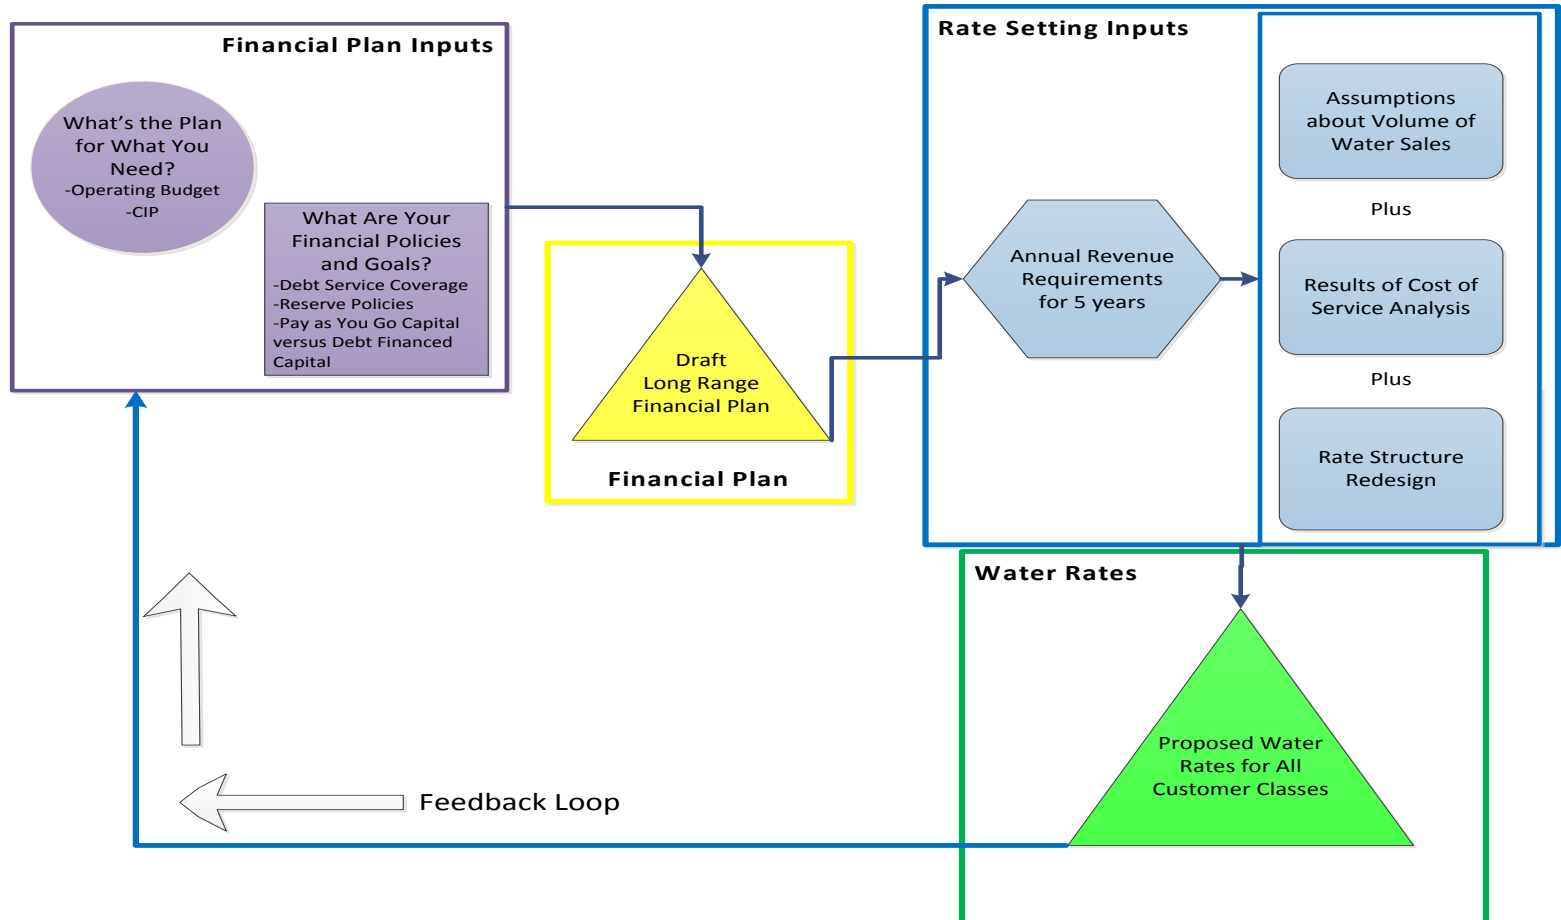 Financial Plan Inputs
What’s the Plan
for What You
Need?
-Operating Budget
-CIP
What Are Your
Financial Policies
and Goals?
-Debt Service Coverage
-Reserve Policies
-Pay as You Go Capital
versus Debt Financed
Capital
Draft
Long Range
Financial Plan
Financial Plan
Rate Setting Inputs
Annual Revenue
Requirements
for 5 years
Assumptions
about Volume of
Water Sales
Plus
Results of Cost of
Service Analysis
Plus
Rate Structure
Redesign
Water Rates
Proposed Water
Rates for All
Customer Classes
Feedback Loop